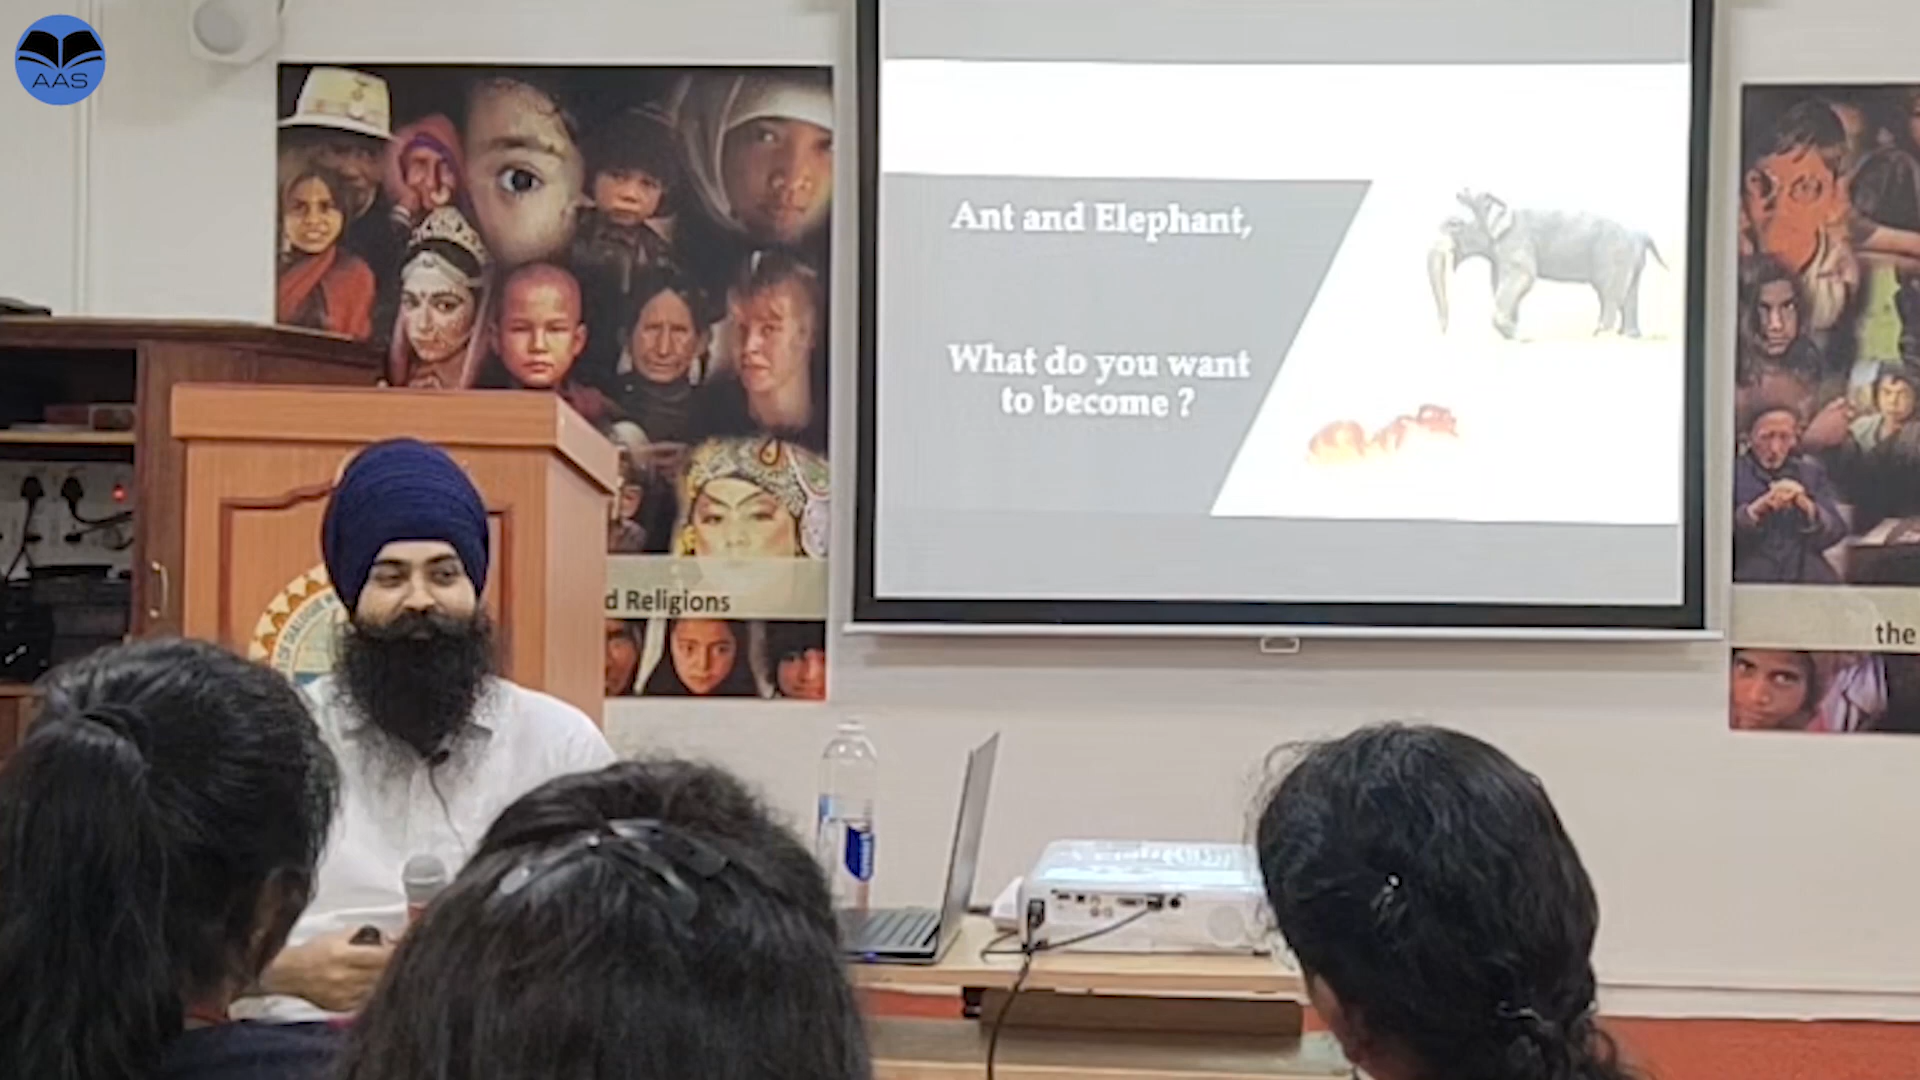 AAS
Ant and Elephant,
What do you want
to become ?
d Religions
the